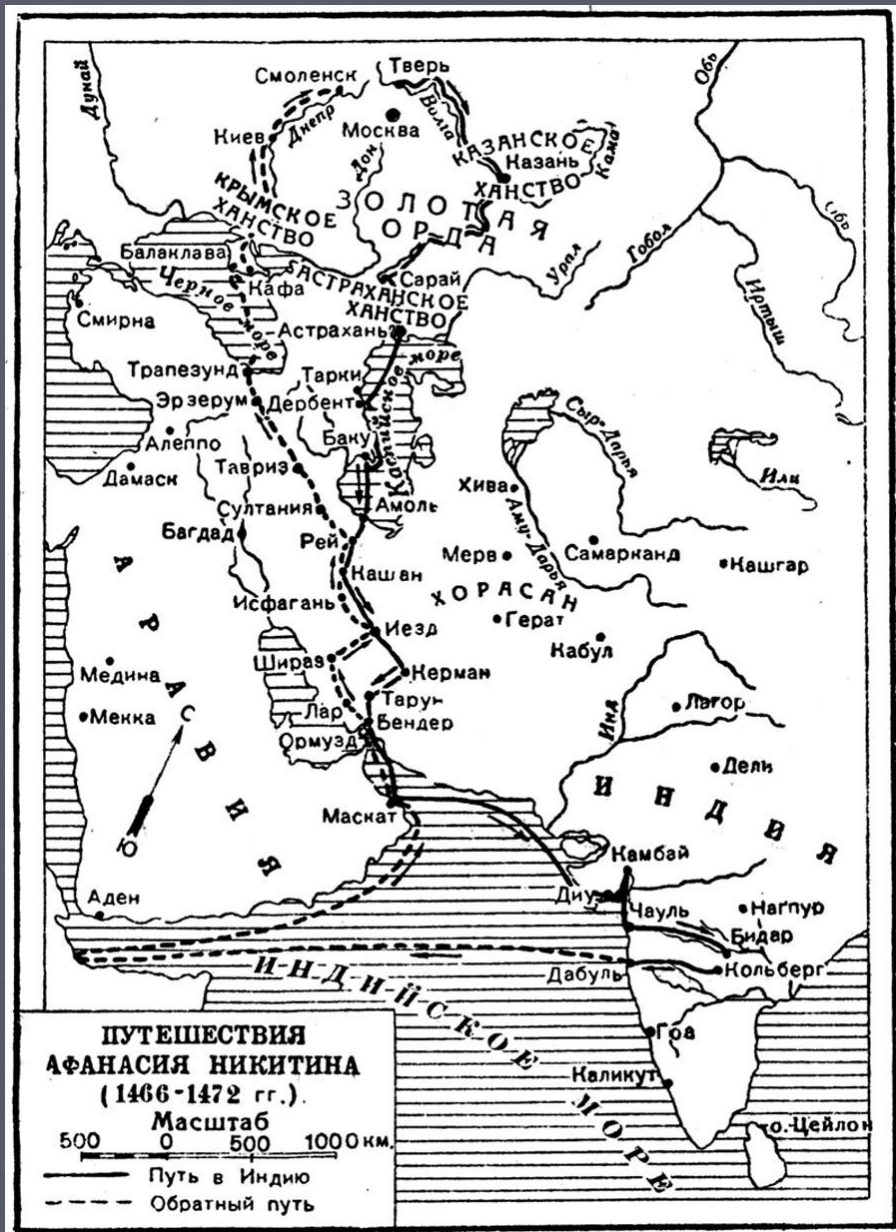 Дунай
Смоленск
Тверь
Обь
Днепр
Москва
Волга
Киев
Дон
КАЗАНСКОЕ
Казань
ХАНСТВО
Кама
КРЫМСКОЕ
ХАНСТВО
ЗОЛОТАЯ
ОРДА
Обь
Балаклава
Кафа
Черное море
Сарай
Урал
Тобол
Иртыш
АСТРАХАНСКОЕ
ХАНСТВО
Смирна
Астрахань
Трапезунд
Тарки
Каспийское море
Эрзерум
Дербент
Алеппо
Баку
Сыр-Дарья
Дамаск
Тавриз
Или
Хива
Султания
Амоль
Аму-Дарья
Багдад
Рей
Мерв
Самарканд
Кашгар
Кашан
ХОРАСАН
Исфагань
Герат
Иезд
Кабул
Шираз
Медина
Керман
Тарун
Лар
Инд
Лагор
Мекка
С
Бендер
Ормузд
АРАВИЯ
Дели
ИНДИЯ
Маскат
Ю
Камбай
Аден
Диу
Чауль
Нагпур
Бидар
Дабуль
Кольберг
ИНДИЙСКОЕ МОРЕ
Гоа
Каликут
о. Цейлон
ПУТЕШЕСТВИЯ
АФАНАСИЯ НИКИТИНА
(1466-1472 гг.)
Масштаб
500 0 500 1000 км.
Путь в Индию
Обратный путь